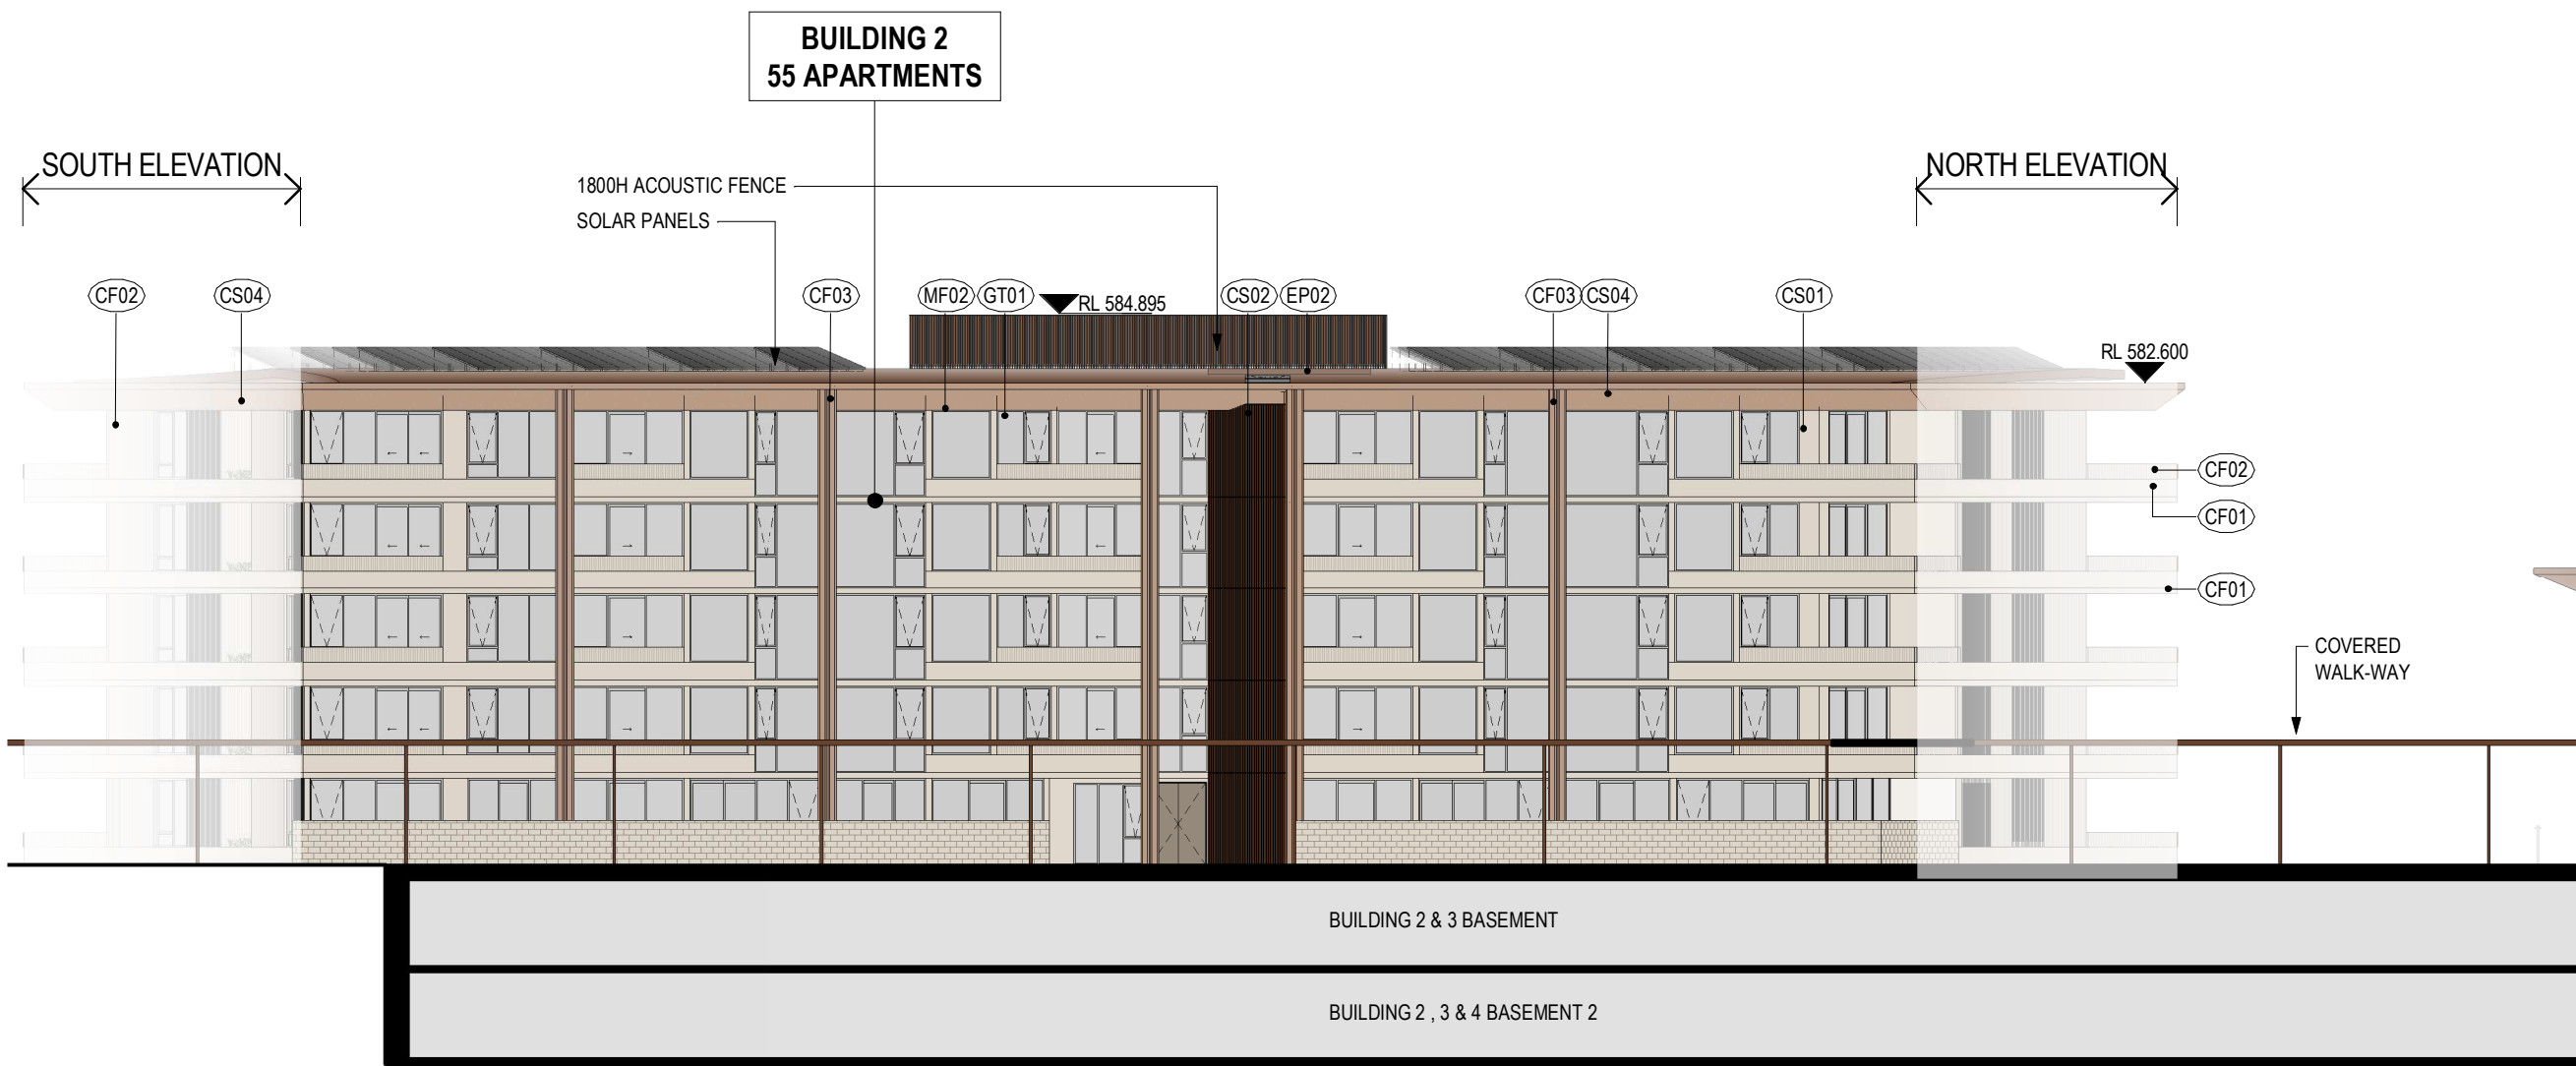 BUILDING 2
55 APARTMENTS
SOUTH ELEVATION
NORTH ELEVATION
1800H ACOUSTIC FENCE
SOLAR PANELS
CF02
CS04
CF03
MF02
GT01
RL 584.895
CS02
EP02
CF03
CS04
CS01
RL 582.600
CF02
CF01
CF01
COVERED
WALK-WAY
BUILDING 2 & 3 BASEMENT
BUILDING 2 , 3 & 4 BASEMENT 2